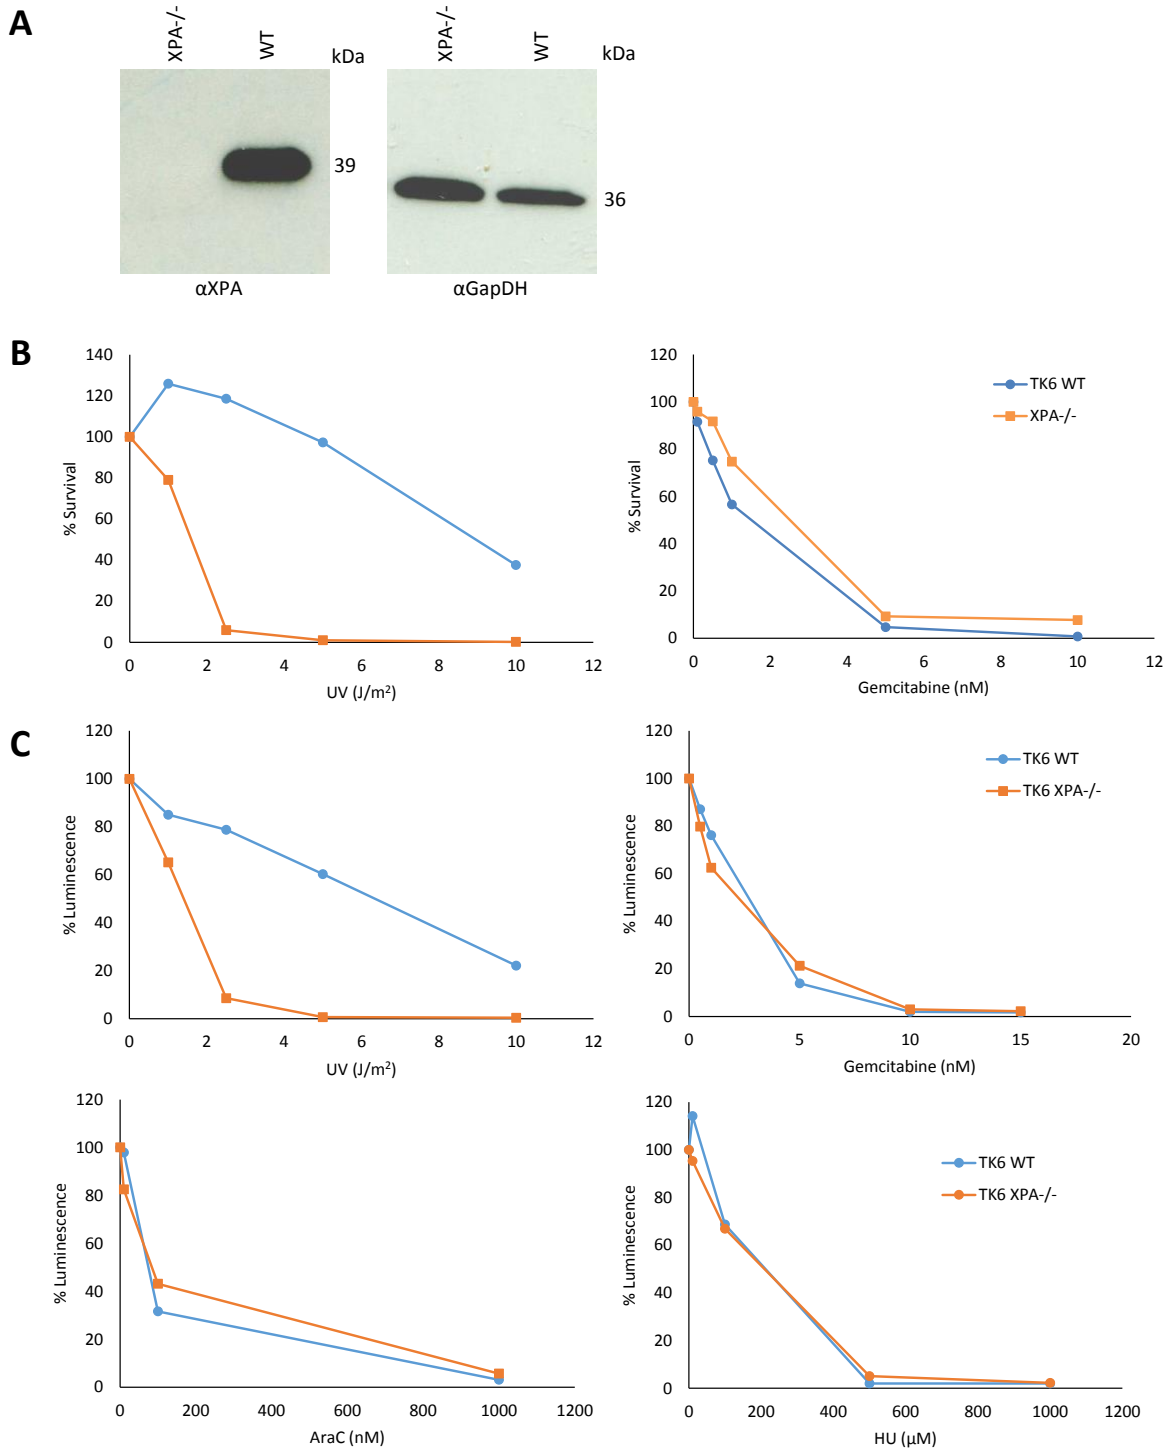 A
XPA-/-
WT
kDa
XPA-/-
WT
kDa
39
36
αXPA
αGapDH
B
140
120
100
80
60
40
20
0
% Survival
0 2 4 6 8 10 12
UV (J/m²)
120
100
80
60
40
20
0
% Survival
0 2 4 6 8 10 12
Gemcitabine (nM)
TK6 WT
XPA-/-
C
120
100
80
60
40
20
0
% Luminescence
0 2 4 6 8 10 12
UV (J/m²)
120
100
80
60
40
20
0
% Luminescence
0 5 10 15 20
Gemcitabine (nM)
TK6 WT
TK6 XPA-/-
120
100
80
60
40
20
0
% Luminescence
0 200 400 600 800 1000 1200
AraC (nM)
120
100
80
60
40
20
0
% Luminescence
0 200 400 600 800 1000 1200
HU (μM)
TK6 WT
TK6 XPA-/-